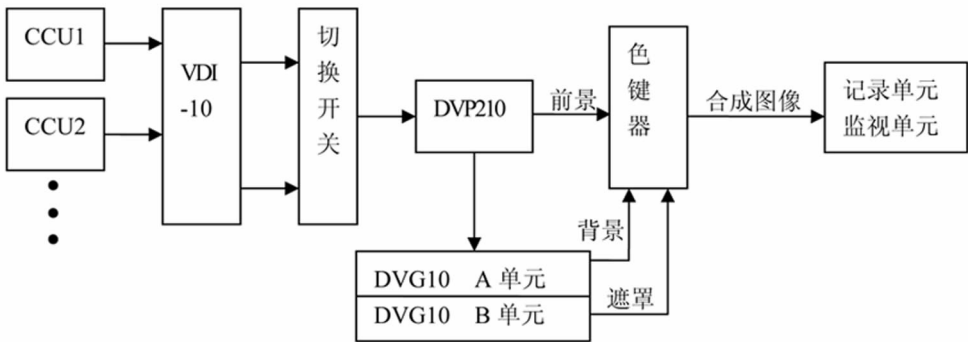 CCU1
CCU2
VDI
-10
切换开关
DVP210
前景
色键器
合成图像
记录单元
监视单元
背景
DVG10 A 单元
DVG10 B 单元
遮罩